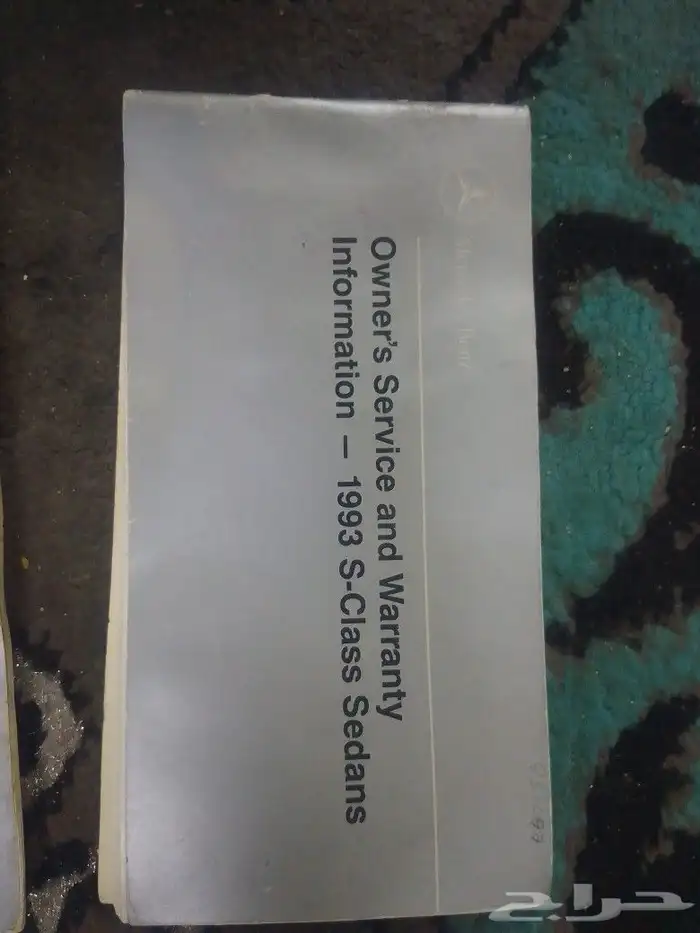 Owner's Service and Warranty
Information – 1993 S-Class Sedans
حراج